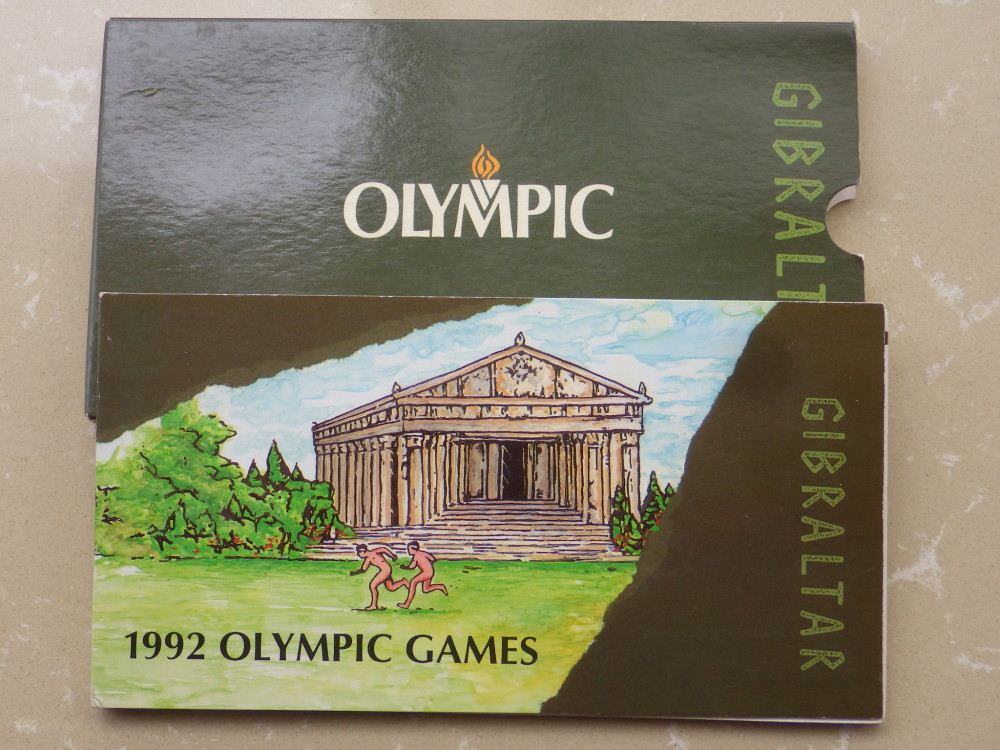 OLYMPIC
GIBRALT
1992 OLYMPIC GAMES
GIBRALTAR